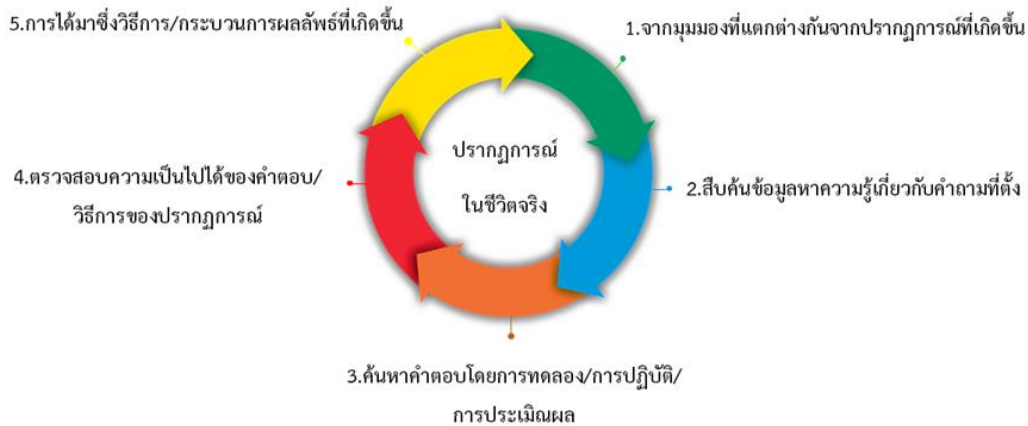 5.การได้มาซึ่งวิธีการ/กระบวนการผลลัพธ์ที่เกิดขึ้น
1.จากมุมมองที่แตกต่างกันจากปรากฏการณ์ที่เกิดขึ้น
ปรากฏการณ์
ในชีวิตจริง
4.ตรวจสอบความเป็นไปได้ของคำตอบ/
วิธีการของปรากฏการณ์
2.สืบค้นข้อมูลหาความรู้เกี่ยวกับคำถามที่ตั้ง
3.ค้นหาคำตอบโดยการทดลอง/การปฏิบัติ/
การประเมิณผล